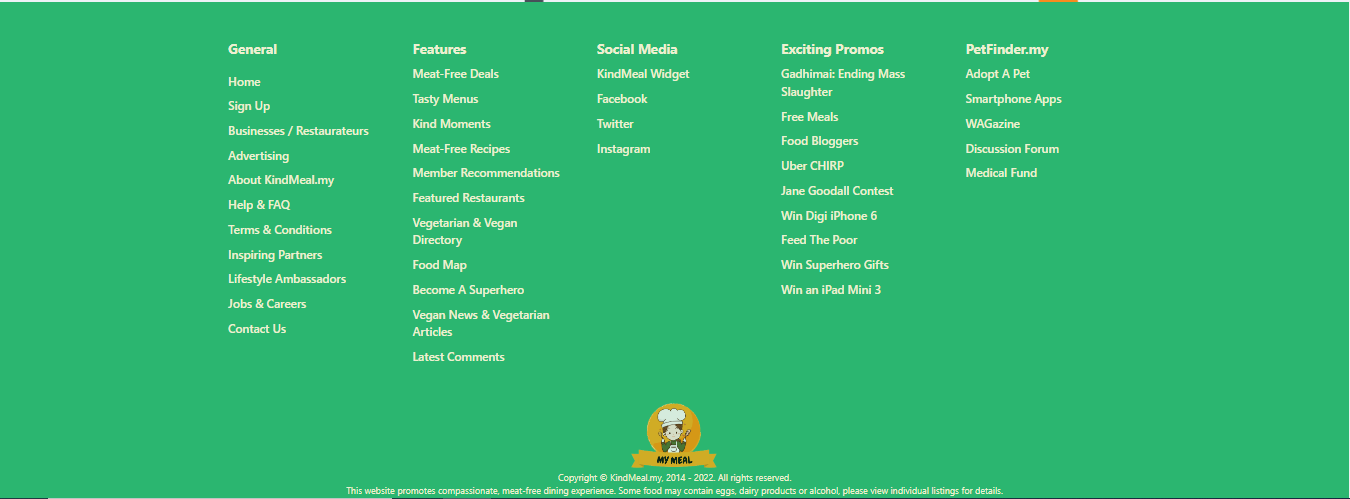 General
Home
Sign Up
Businesses / Restaurateurs
Advertising
About KindMeal.my
Help & FAQ
Terms & Conditions
Inspiring Partners
Lifestyle Ambassadors
Jobs & Careers
Contact Us
Features
Meat-Free Deals
Tasty Menus
Kind Moments
Meat-Free Recipes
Member Recommendations
Featured Restaurants
Vegetarian & Vegan
Directory
Food Map
Become A Superhero
Vegan News & Vegetarian
Articles
Latest Comments
Social Media
KindMeal Widget
Facebook
Twitter
Instagram
Exciting Promos
Gadhimai: Ending Mass
Slaughter
Free Meals
Food Bloggers
Uber CHIRP
Jane Goodall Contest
Win Digi iPhone 6
Feed The Poor
Win Superhero Gifts
Win an iPad Mini 3
PetFinder.my
Adopt A Pet
Smartphone Apps
WAGazine
Discussion Forum
Medical Fund
MY MEAL
Copyright © KindMeal.my, 2014 - 2022. All rights reserved.
This website promotes compassionate, meat-free dining experience. Some food may contain eggs, dairy products or alcohol, please view individual listings for details.